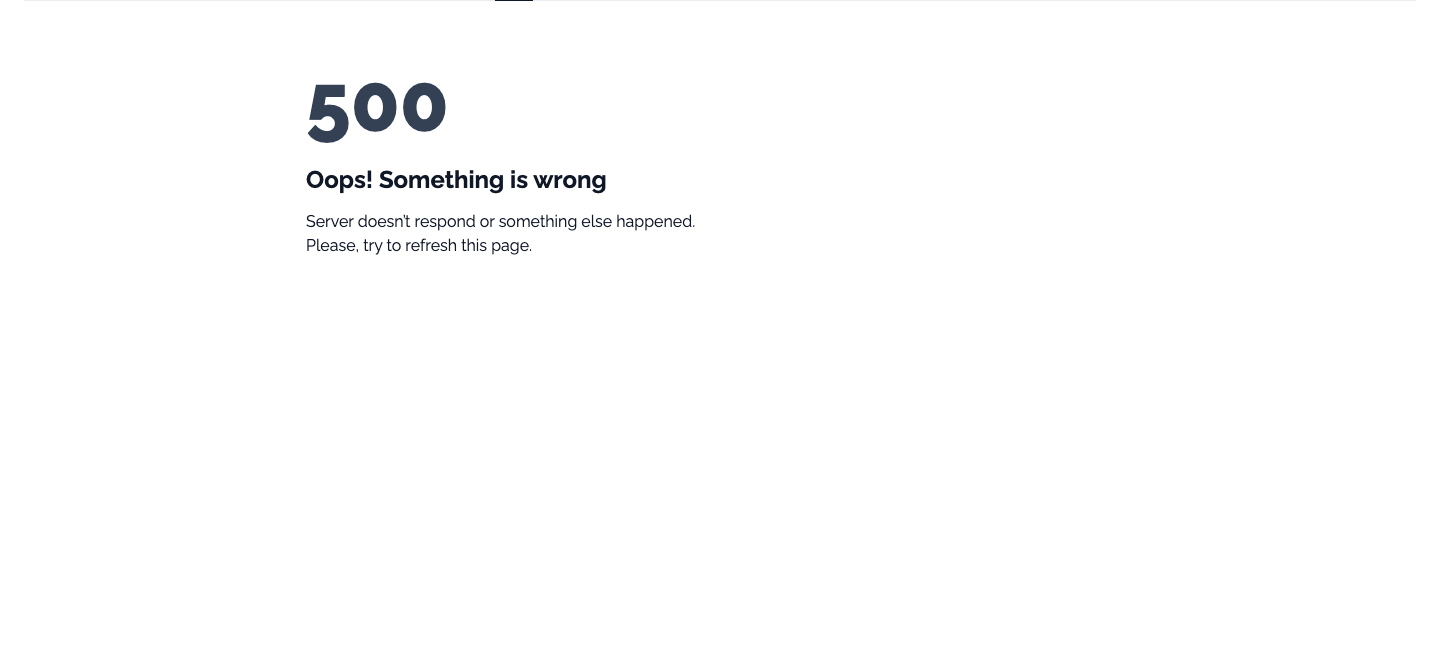 500
Oops! Something is wrong
Server doesn't respond or something else happened.
Please, try to refresh this page.